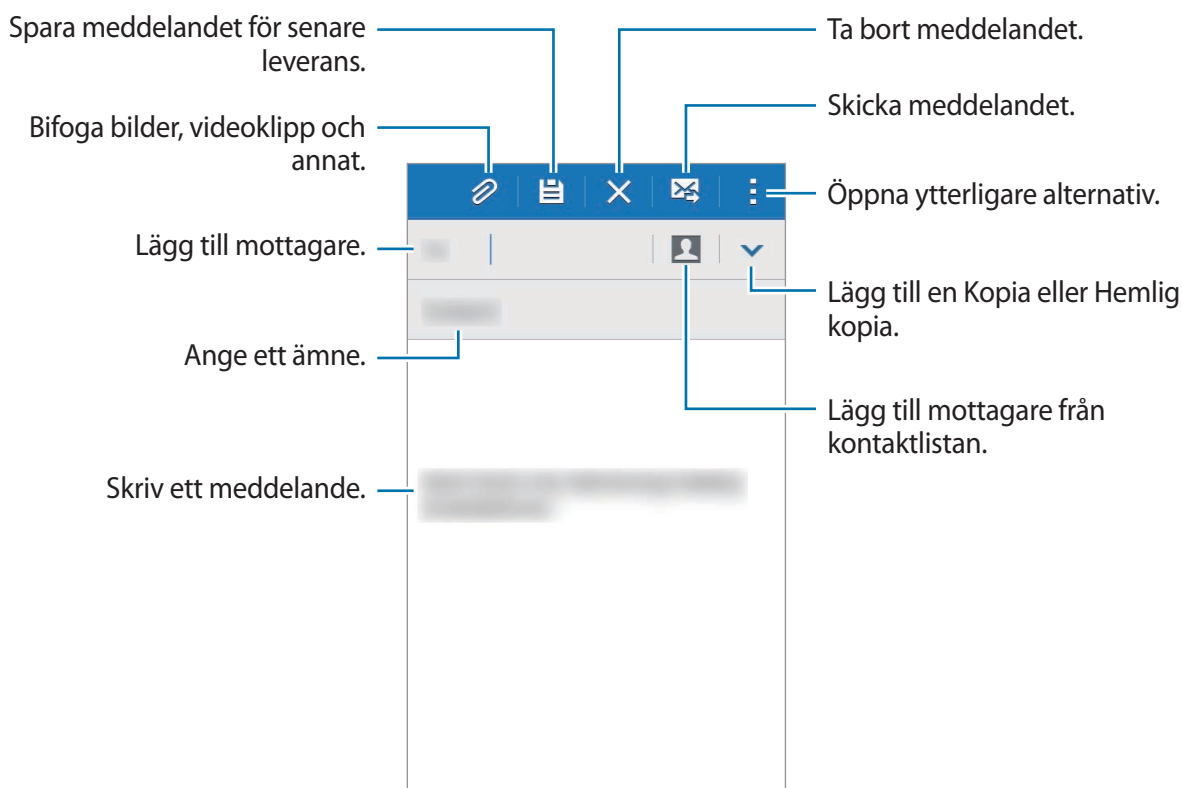 Spara meddelandet för senare
leverans.
Bifoga bilder, videoklipp och
annat.
Lägg till mottagare.
Ange ett ämne.
Skriv ett meddelande.
Ta bort meddelandet.
Skicka meddelandet.
Öppna ytterligare alternativ.
Lägg till en Kopia eller Hemlig
kopia.
Lägg till mottagare från
kontaktlistan.